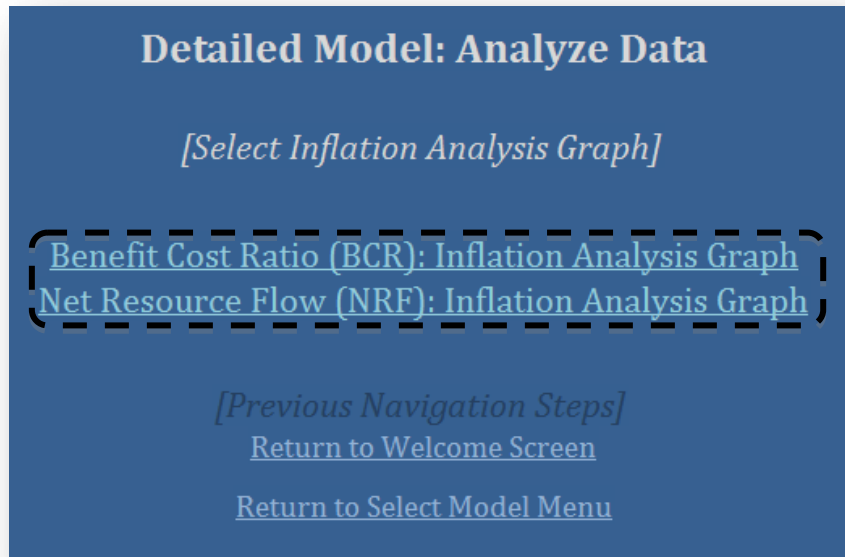 Detailed Model: Analyze Data
[Select Inflation Analysis Graph]
Benefit Cost Ratio (BCR): Inflation Analysis Graph
Net Resource Flow (NRF): Inflation Analysis Graph
[Previous Navigation Steps]
Return to Welcome Screen
Return to Select Model Menu